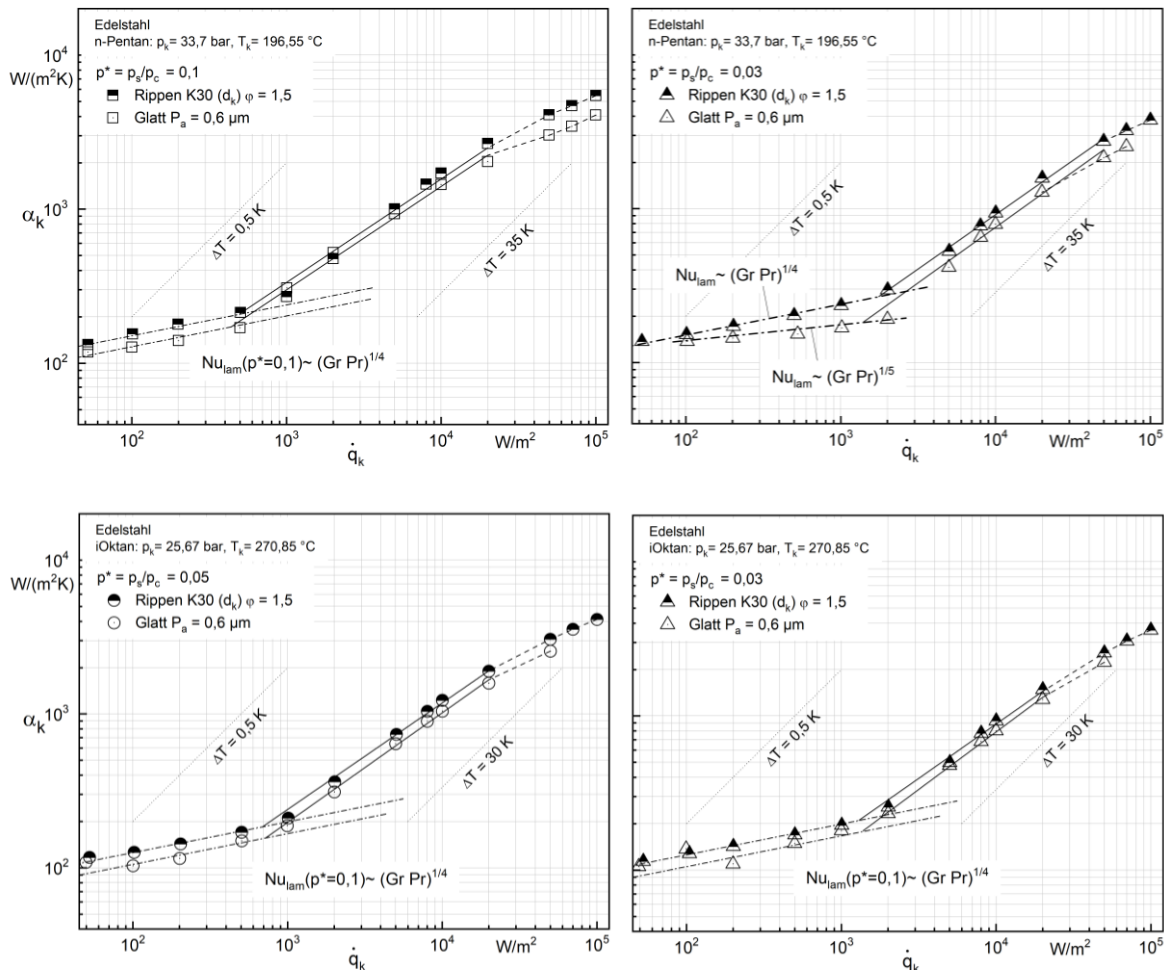 Edelstahl
n-Pentan: pₖ= 33,7 bar, Tₖ= 196,55 °C
p* = pₛ/p꜀ = 0,1
Rippen K30 (dₖ) φ = 1,5
Glatt Pₐ = 0,6 µm
10⁴
W/(m²K)
10³
αₖ
10²
ΔT = 0,5 K
ΔT = 35 K
Nuₗₐₘ(p*=0,1)~ (Gr Pr)¹/⁴
10² 10³ 10⁴ W/m² 10⁵
q̇ₖ
Edelstahl
n-Pentan: pₖ= 33,7 bar, Tₖ= 196,55 °C
p* = pₛ/p꜀ = 0,03
Rippen K30 (dₖ) φ = 1,5
Glatt Pₐ = 0,6 µm
ΔT = 0,5 K
ΔT = 35 K
Nuₗₐₘ~ (Gr Pr)¹/⁴
Nuₗₐₘ~ (Gr Pr)¹/⁵
10² 10³ 10⁴ W/m² 10⁵
q̇ₖ
Edelstahl
iOktan: pₖ= 25,67 bar, Tₖ= 270,85 °C
p* = pₛ/p꜀ = 0,05
Rippen K30 (dₖ) φ = 1,5
Glatt Pₐ = 0,6 µm
10⁴
W/(m²K)
10³
αₖ
10²
ΔT = 0,5 K
ΔT = 30 K
Nuₗₐₘ(p*=0,1)~ (Gr Pr)¹/⁴
10² 10³ 10⁴ W/m² 10⁵
q̇ₖ
Edelstahl
iOktan: pₖ= 25,67 bar, Tₖ= 270,85 °C
p* = pₛ/p꜀ = 0,03
Rippen K30 (dₖ) φ = 1,5
Glatt Pₐ = 0,6 µm
ΔT = 0,5 K
ΔT = 30 K
Nuₗₐₘ(p*=0,1)~ (Gr Pr)¹/⁴
10² 10³ 10⁴ W/m² 10⁵
q̇ₖ